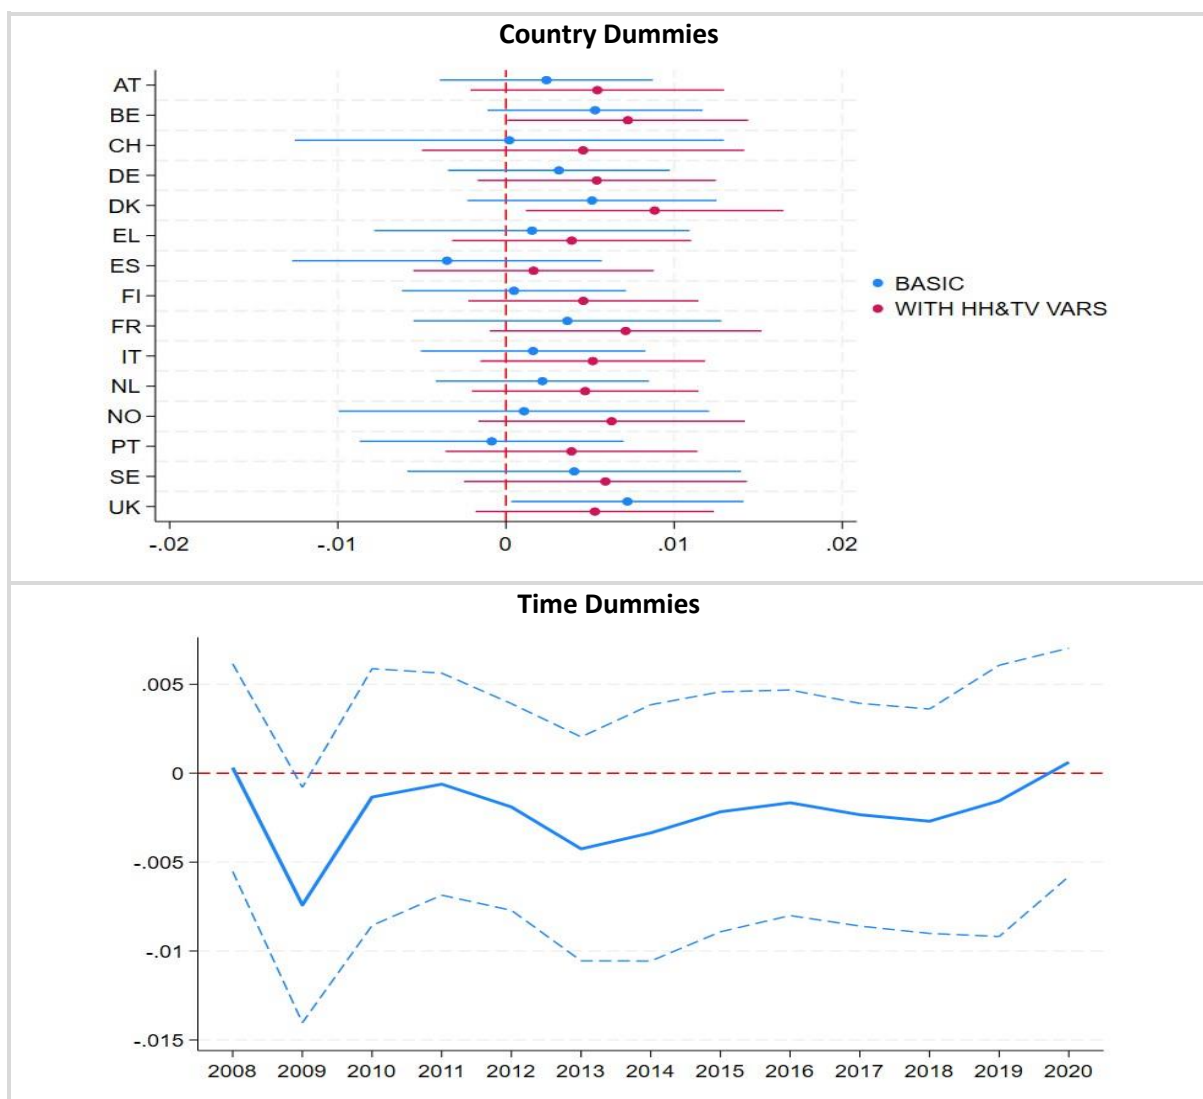 Country Dummies
AT
BE
CH
DE
DK
EL
ES
FI
FR
IT
NL
NO
PT
SE
UK
BASIC
WITH HH&TV VARS
-.02 -.01 0 .01 .02
Time Dummies
.005
0
-.005
-.01
-.015
2008 2009 2010 2011 2012 2013 2014 2015 2016 2017 2018 2019 2020